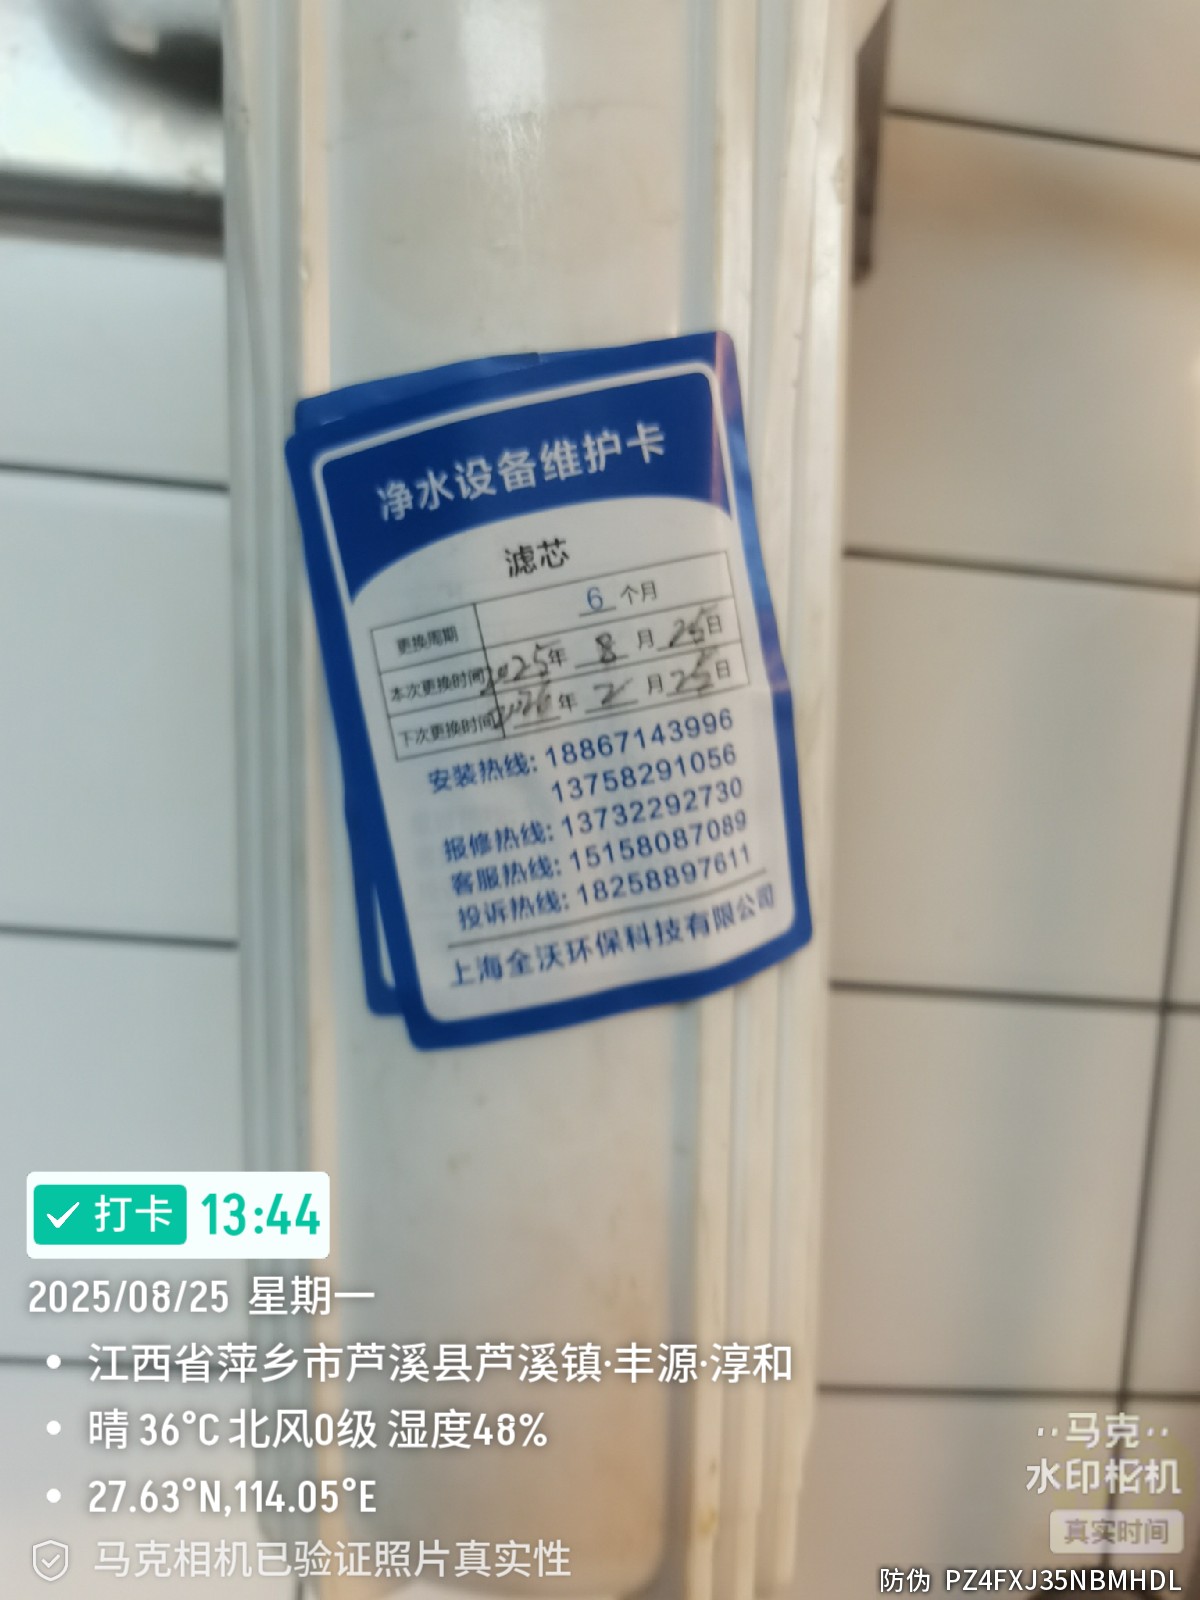 净水设备维护卡
滤芯
更换周期 6 个月
本次更换时间 2025年 8 月 25日
下次更换时间 2026年 2 月 25日
安装热线: 18867143996
13758291056
报修热线: 13732292730
客服热线: 15158087089
投诉热线: 18258897611
上海全沃环保科技有限公司
打卡 13:44
2025/08/25 星期一
江西省萍乡市芦溪县芦溪镇·丰源·淳和
晴 36°C 北风0级 湿度48%
27.63°N,114.05°E
马克相机已验证照片真实性
马克
水印相机
真实时间
防伪 PZ4FXJ35NBMHDL